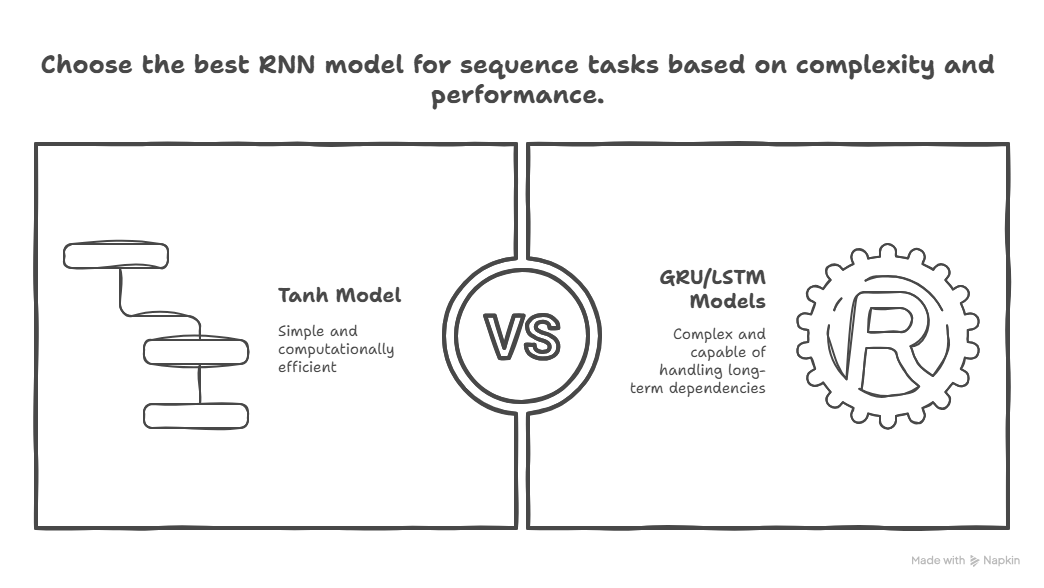 Choose the best RNN model for sequence tasks based on complexity and
performance.
Tanh Model
Simple and
computationally
efficient
VS
GRU/LSTM
Models
Complex and
capable of
handling long-
term dependencies
R
Made with Napkin